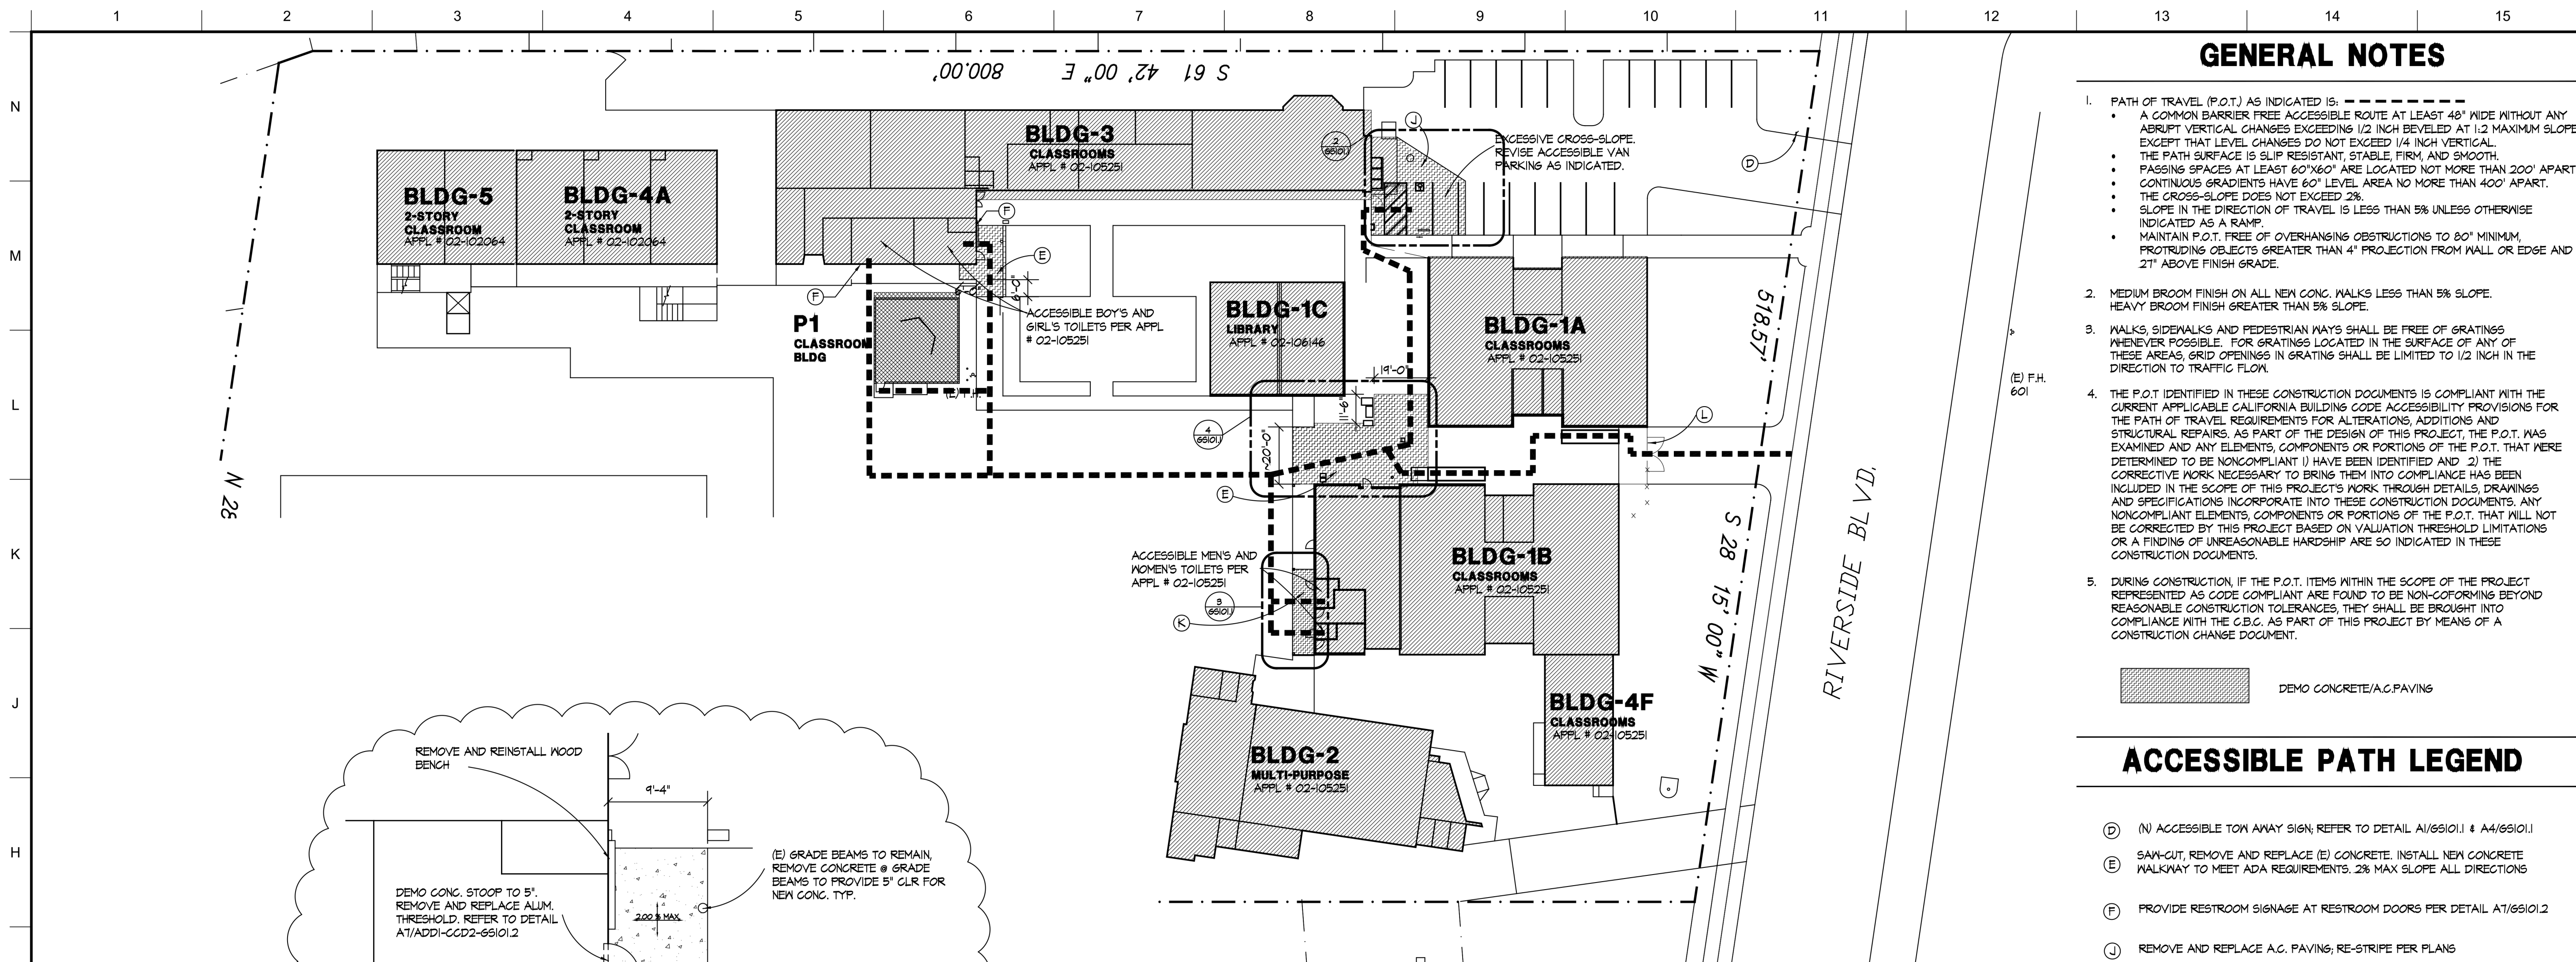 1 2 3 4 5 6 7 8 9 10 11 12 13 14 15
N
M
L
K
J
H
S 61 42' 00" E 800.00'
BLDG-5
2-STORY
CLASSROOM
APPL # 02-102064
BLDG-4A
2-STORY
CLASSROOM
APPL # 02-102064
BLDG-3
CLASSROOMS
APPL # 02-105251
2
GS101.1
J
EXCESSIVE CROSS-SLOPE.
REVISE ACCESSIBLE VAN
PARKING AS INDICATED.
D
F
E
F
6'-0"
ACCESSIBLE BOY'S AND
GIRL'S TOILETS PER APPL
# 02-105251
P1
CLASSROOM
BLDG
(E) F.H.
BLDG-1C
LIBRARY
APPL # 02-106146
BLDG-1A
CLASSROOMS
APPL # 02-105251
518.57'
19'-0"
11'-6"
~20'-0"
4
GS101.1
L
E
(E) F.H.
601
N 28
ACCESSIBLE MEN'S AND
WOMEN'S TOILETS PER
APPL # 02-105251
3
GS101.1
K
BLDG-1B
CLASSROOMS
APPL # 02-105251
S 28 15' 00" W
RIVERSIDE BLVD.
BLDG-4F
CLASSROOMS
APPL # 02-105251
BLDG-2
MULTI-PURPOSE
APPL # 02-105251
REMOVE AND REINSTALL WOOD
BENCH
9'-4"
(E) GRADE BEAMS TO REMAIN,
REMOVE CONCRETE @ GRADE
BEAMS TO PROVIDE 5" CLR FOR
NEW CONC. TYP.
DEMO CONC. STOOP TO 5".
REMOVE AND REPLACE ALUM.
THRESHOLD. REFER TO DETAIL
A7/ADD1-CCD2-GS101.2
2.00 % MAX.
GENERAL NOTES
1. PATH OF TRAVEL (P.O.T.) AS INDICATED IS:
• A COMMON BARRIER FREE ACCESSIBLE ROUTE AT LEAST 48" WIDE WITHOUT ANY
ABRUPT VERTICAL CHANGES EXCEEDING 1/2 INCH BEVELED AT 1:2 MAXIMUM SLOPE
EXCEPT THAT LEVEL CHANGES DO NOT EXCEED 1/4 INCH VERTICAL.
• THE PATH SURFACE IS SLIP RESISTANT, STABLE, FIRM, AND SMOOTH.
• PASSING SPACES AT LEAST 60"X60" ARE LOCATED NOT MORE THAN 200' APART
• CONTINUOUS GRADIENTS HAVE 60" LEVEL AREA NO MORE THAN 400' APART.
• THE CROSS-SLOPE DOES NOT EXCEED 2%.
• SLOPE IN THE DIRECTION OF TRAVEL IS LESS THAN 5% UNLESS OTHERWISE
INDICATED AS A RAMP.
• MAINTAIN P.O.T. FREE OF OVERHANGING OBSTRUCTIONS TO 80" MINIMUM,
PROTRUDING OBJECTS GREATER THAN 4" PROJECTION FROM WALL OR EDGE AND
27" ABOVE FINISH GRADE.
2. MEDIUM BROOM FINISH ON ALL NEW CONC. WALKS LESS THAN 5% SLOPE.
HEAVY BROOM FINISH GREATER THAN 5% SLOPE.
3. WALKS, SIDEWALKS AND PEDESTRIAN WAYS SHALL BE FREE OF GRATINGS
WHENEVER POSSIBLE. FOR GRATINGS LOCATED IN THE SURFACE OF ANY OF
THESE AREAS, GRID OPENINGS IN GRATING SHALL BE LIMITED TO 1/2 INCH IN THE
DIRECTION TO TRAFFIC FLOW.
4. THE P.O.T IDENTIFIED IN THESE CONSTRUCTION DOCUMENTS IS COMPLIANT WITH THE
CURRENT APPLICABLE CALIFORNIA BUILDING CODE ACCESSIBILITY PROVISIONS FOR
THE PATH OF TRAVEL REQUIREMENTS FOR ALTERATIONS, ADDITIONS AND
STRUCTURAL REPAIRS. AS PART OF THE DESIGN OF THIS PROJECT, THE P.O.T. WAS
EXAMINED AND ANY ELEMENTS, COMPONENTS OR PORTIONS OF THE P.O.T. THAT WERE
DETERMINED TO BE NONCOMPLIANT 1) HAVE BEEN IDENTIFIED AND 2) THE
CORRECTIVE WORK NECESSARY TO BRING THEM INTO COMPLIANCE HAS BEEN
INCLUDED IN THE SCOPE OF THIS PROJECT'S WORK THROUGH DETAILS, DRAWINGS
AND SPECIFICATIONS INCORPORATE INTO THESE CONSTRUCTION DOCUMENTS. ANY
NONCOMPLIANT ELEMENTS, COMPONENTS OR PORTIONS OF THE P.O.T. THAT WILL NOT
BE CORRECTED BY THIS PROJECT BASED ON VALUATION THRESHOLD LIMITATIONS
OR A FINDING OF UNREASONABLE HARDSHIP ARE SO INDICATED IN THESE
CONSTRUCTION DOCUMENTS.
5. DURING CONSTRUCTION, IF THE P.O.T. ITEMS WITHIN THE SCOPE OF THE PROJECT
REPRESENTED AS CODE COMPLIANT ARE FOUND TO BE NON-COFORMING BEYOND
REASONABLE CONSTRUCTION TOLERANCES, THEY SHALL BE BROUGHT INTO
COMPLIANCE WITH THE C.B.C. AS PART OF THIS PROJECT BY MEANS OF A
CONSTRUCTION CHANGE DOCUMENT.
DEMO CONCRETE/A.C.PAVING
ACCESSIBLE PATH LEGEND
D (N) ACCESSIBLE TOW AWAY SIGN; REFER TO DETAIL A1/GS101.1 & A4/GS101.1
E SAW-CUT, REMOVE AND REPLACE (E) CONCRETE. INSTALL NEW CONCRETE
WALKWAY TO MEET ADA REQUIREMENTS. 2% MAX SLOPE ALL DIRECTIONS
F PROVIDE RESTROOM SIGNAGE AT RESTROOM DOORS PER DETAIL A7/GS101.2
J REMOVE AND REPLACE A.C. PAVING; RE-STRIPE PER PLANS